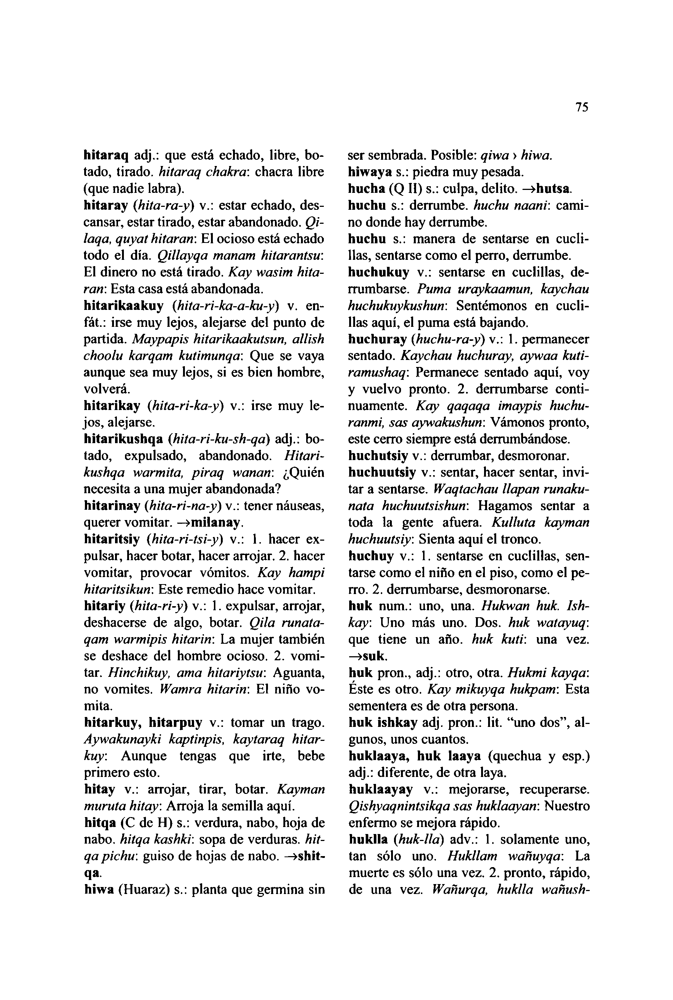 75
hitaraq adj.: que está echado, libre, bo-
tado, tirado. hitaraq chakra: chacra libre
(que nadie labra).
hitaray (hita-ra-y) v.: estar echado, des-
cansar, estar tirado, estar abandonado. Qi-
laqa, quyat hitaran: El ocioso está echado
todo el día. Qillayqa manam hitarantsu:
El dinero no está tirado. Kay wasim hita-
ran: Esta casa está abandonada.
hitarikaakuy (hita-ri-ka-a-ku-y) v. en-
fát.: irse muy lejos, alejarse del punto de
partida. Maypapis hitarikaakutsun, allish
choolu karqam kutimunqa: Que se vaya
aunque sea muy lejos, si es bien hombre,
volverá.
hitarikay (hita-ri-ka-y) v.: irse muy le-
jos, alejarse.
hitarikushqa (hita-ri-ku-sh-qa) adj.: bo-
tado, expulsado, abandonado. Hitari-
kushqa warmita, piraq wanan: ¿Quién
necesita a una mujer abandonada?
hitarinay (hita-ri-na-y) v.: tener náuseas,
querer vomitar. →milanay.
hitaritsiy (hita-ri-tsi-y) v.: 1. hacer ex-
pulsar, hacer botar, hacer arrojar. 2. hacer
vomitar, provocar vómitos. Kay hampi
hitaritsikun: Este remedio hace vomitar.
hitariy (hita-ri-y) v.: 1. expulsar, arrojar,
deshacerse de algo, botar. Qila runata-
qam warmipis hitarin: La mujer también
se deshace del hombre ocioso. 2. vomi-
tar. Hinchikuy, ama hitariytsu: Aguanta,
no vomites. Wamra hitarin: El niño vo-
mita.
hitarkuy, hitarpuy v.: tomar un trago.
Aywakunayki kaptinpis, kaytaraq hitar-
kuy: Aunque tengas que irte, bebe
primero esto.
hitay v.: arrojar, tirar, botar. Kayman
muruta hitay: Arroja la semilla aquí.
hitqa (C de H) s.: verdura, nabo, hoja de
nabo. hitqa kashki: sopa de verduras. hit-
qa pichu: guiso de hojas de nabo. →shit-
qa.
hiwa (Huaraz) s.: planta que germina sin
ser sembrada. Posible: qiwa › hiwa.
hiwaya s.: piedra muy pesada.
hucha (Q II) s.: culpa, delito. →hutsa.
huchu s.: derrumbe. huchu naani: cami-
no donde hay derrumbe.
huchu s.: manera de sentarse en cucli-
llas, sentarse como el perro, derrumbe.
huchukuy v.: sentarse en cuclillas, de-
rrumbarse. Puma uraykaamun, kaychau
huchukuykushun: Sentémonos en cucli-
llas aquí, el puma está bajando.
huchuray (huchu-ra-y) v.: 1. permanecer
sentado. Kaychau huchuray, aywaa kuti-
ramushaq: Permanece sentado aquí, voy
y vuelvo pronto. 2. derrumbarse conti-
nuamente. Kay qaqaqa imaypis huchu-
ranmi, sas aywakushun: Vámonos pronto,
este cerro siempre está derrumbándose.
huchutsiy v.: derrumbar, desmoronar.
huchuutsiy v.: sentar, hacer sentar, invi-
tar a sentarse. Waqtachau llapan runaku-
nata huchuutsishun: Hagamos sentar a
toda la gente afuera. Kulluta kayman
huchuutsiy: Sienta aquí el tronco.
huchuy v.: 1. sentarse en cuclillas, sen-
tarse como el niño en el piso, como el pe-
rro. 2. derrumbarse, desmoronarse.
huk num.: uno, una. Hukwan huk. Ish-
kay: Uno más uno. Dos. huk watayuq:
que tiene un año. huk kuti: una vez.
→suk.
huk pron., adj.: otro, otra. Hukmi kayqa:
Éste es otro. Kay mikuyqa hukpam: Esta
sementera es de otra persona.
huk ishkay adj. pron.: lit. “uno dos”, al-
gunos, unos cuantos.
huklaaya, huk laaya (quechua y esp.)
adj.: diferente, de otra laya.
huklaayay v.: mejorarse, recuperarse.
Qishyaqnintsikqa sas huklaayan: Nuestro
enfermo se mejora rápido.
huklla (huk-lla) adv.: 1. solamente uno,
tan sólo uno. Hukllam wañuyqa: La
muerte es sólo una vez. 2. pronto, rápido,
de una vez. Wañurqa, huklla wañush-